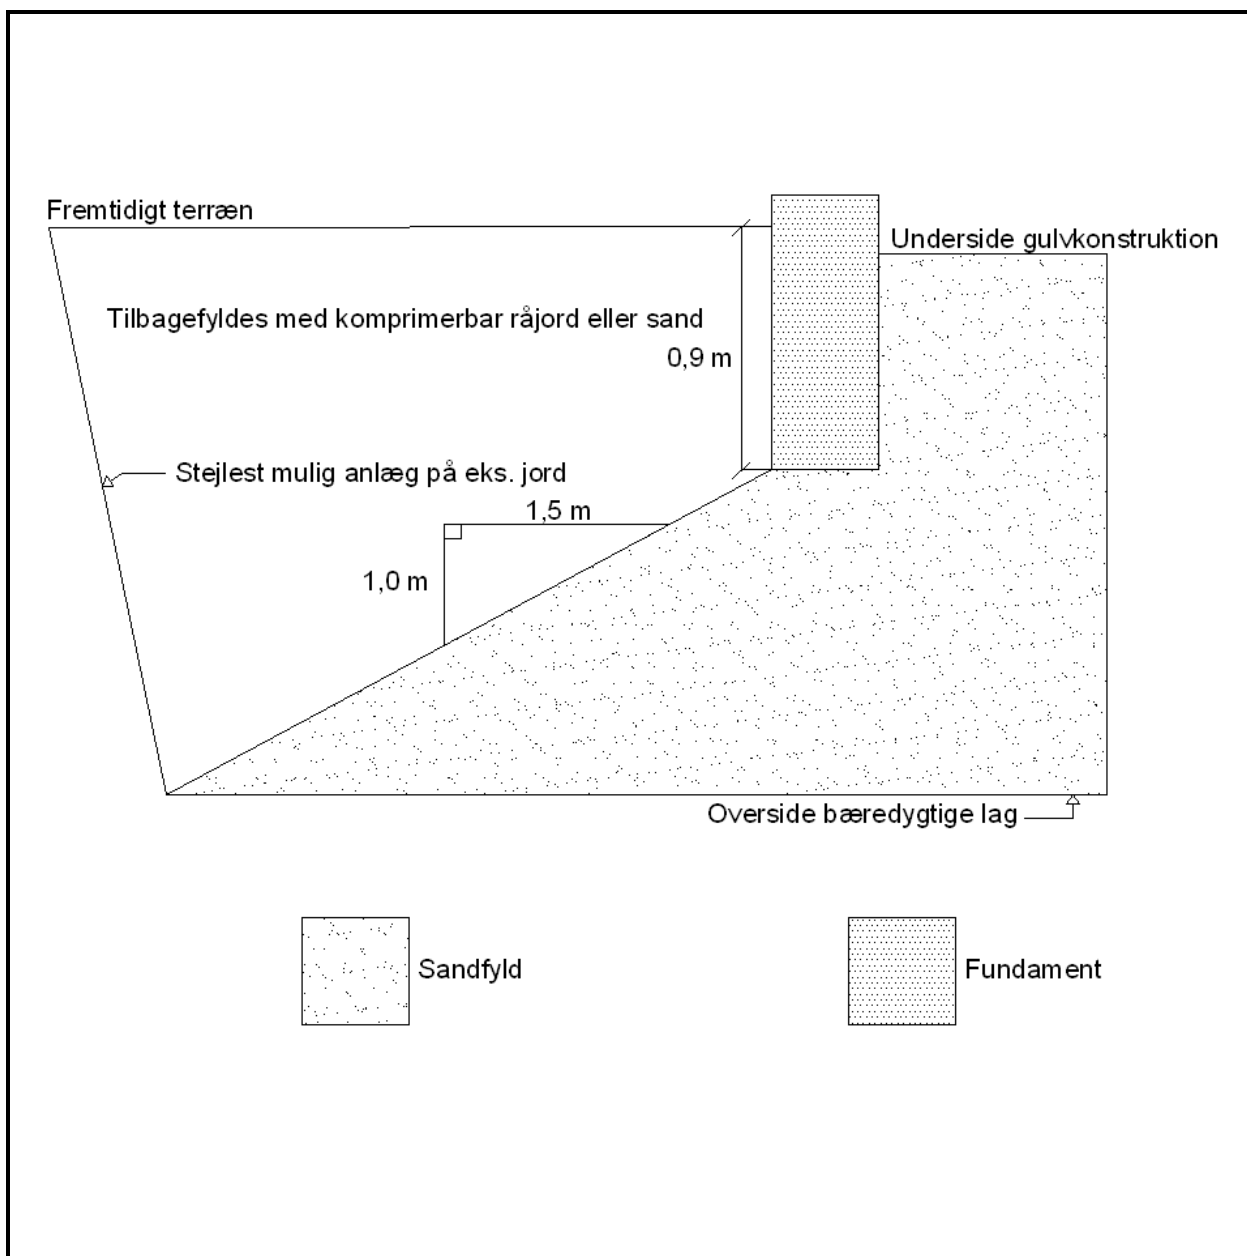 Fremtidigt terræn
Underside gulvkonstruktion
Tilbagefyldes med komprimerbar råjord eller sand
0,9 m
Stejlest mulig anlæg på eks. jord
1,5 m
1,0 m
Overside bæredygtige lag
Sandfyld
Fundament